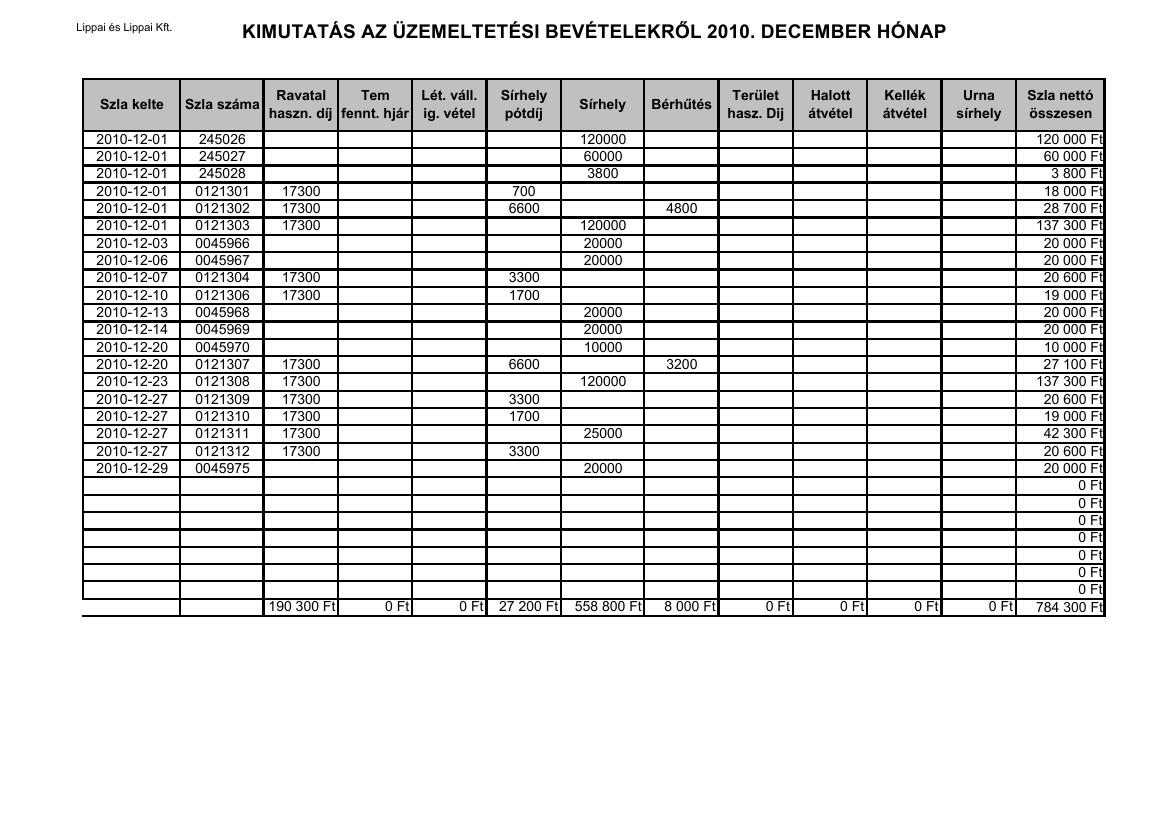 Lippai és Lippai Kft.
KIMUTATÁS AZ ÜZEMELTETÉSI BEVÉTELEKRŐL 2010. DECEMBER HÓNAP
Szla kelte Szla száma Ravatal haszn. díj Tem fennt. hjár Lét. váll. ig. vétel Sírhely pótdíj Sírhely Bérhűtés Terület hasz. Dij Halott átvétel Kellék átvétel Urna sírhely Szla nettó összesen
2010-12-01 245026 120000 120 000 Ft
2010-12-01 245027 60000 60 000 Ft
2010-12-01 245028 3800 3 800 Ft
2010-12-01 0121301 17300 700 18 000 Ft
2010-12-01 0121302 17300 6600 4800 28 700 Ft
2010-12-01 0121303 17300 120000 137 300 Ft
2010-12-03 0045966 20000 20 000 Ft
2010-12-06 0045967 20000 20 000 Ft
2010-12-07 0121304 17300 3300 20 600 Ft
2010-12-10 0121306 17300 1700 19 000 Ft
2010-12-13 0045968 20000 20 000 Ft
2010-12-14 0045969 20000 20 000 Ft
2010-12-20 0045970 10000 10 000 Ft
2010-12-20 0121307 17300 6600 3200 27 100 Ft
2010-12-23 0121308 17300 120000 137 300 Ft
2010-12-27 0121309 17300 3300 20 600 Ft
2010-12-27 0121310 17300 1700 19 000 Ft
2010-12-27 0121311 17300 25000 42 300 Ft
2010-12-27 0121312 17300 3300 20 600 Ft
2010-12-29 0045975 20000 20 000 Ft
0 Ft
0 Ft
0 Ft
0 Ft
0 Ft
0 Ft
0 Ft
190 300 Ft 0 Ft 0 Ft 27 200 Ft 558 800 Ft 8 000 Ft 0 Ft 0 Ft 0 Ft 0 Ft 784 300 Ft